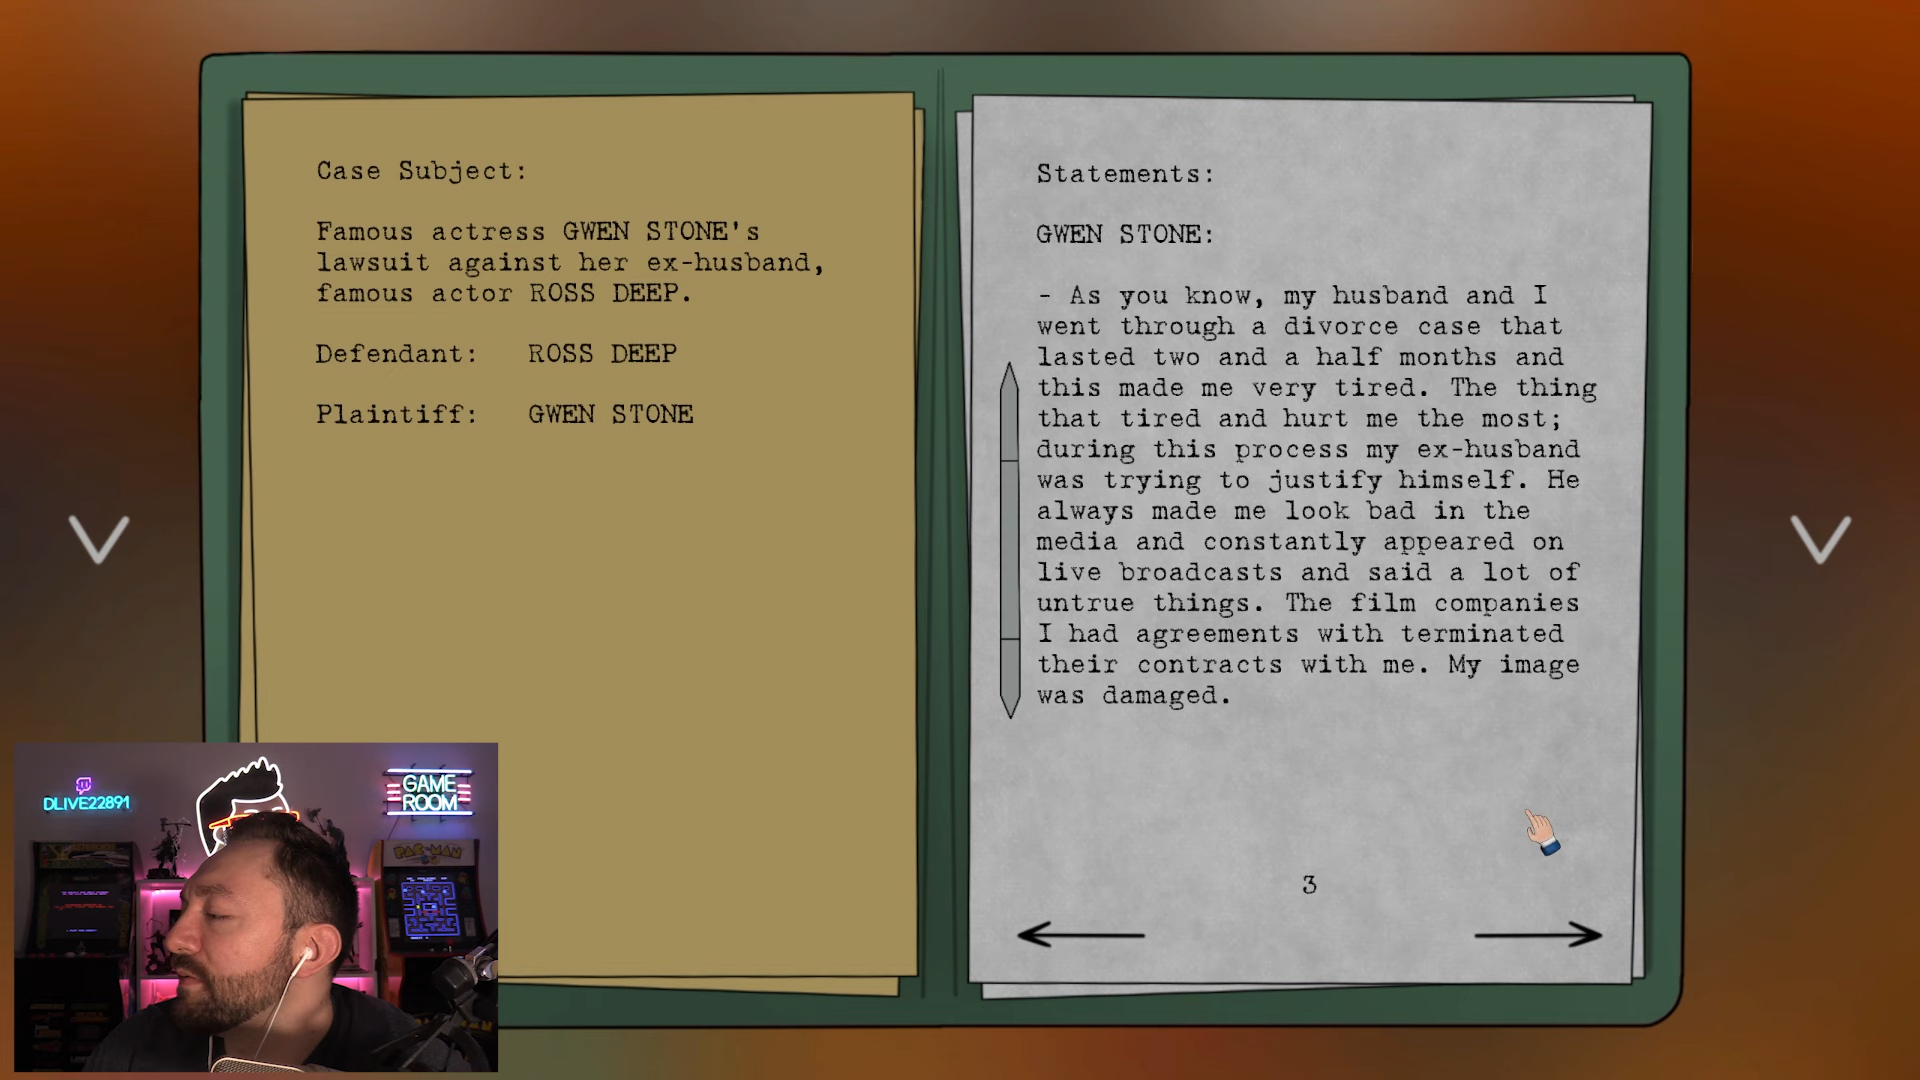 Case Subject:
Famous actress GWEN STONE's
lawsuit against her ex-husband,
famous actor ROSS DEEP.
Defendant: ROSS DEEP
Plaintiff: GWEN STONE
Statements:
GWEN STONE:
- As you know, my husband and I
went through a divorce case that
lasted two and a half months and
this made me very tired. The thing
that tired and hurt me the most;
during this process my ex-husband
was trying to justify himself. He
always made me look bad in the
media and constantly appeared on
live broadcasts and said a lot of
untrue things. The film companies
I had agreements with terminated
their contracts with me. My image
was damaged.
3
DLIVE22891
GAME
ROOM
PAC-MAN